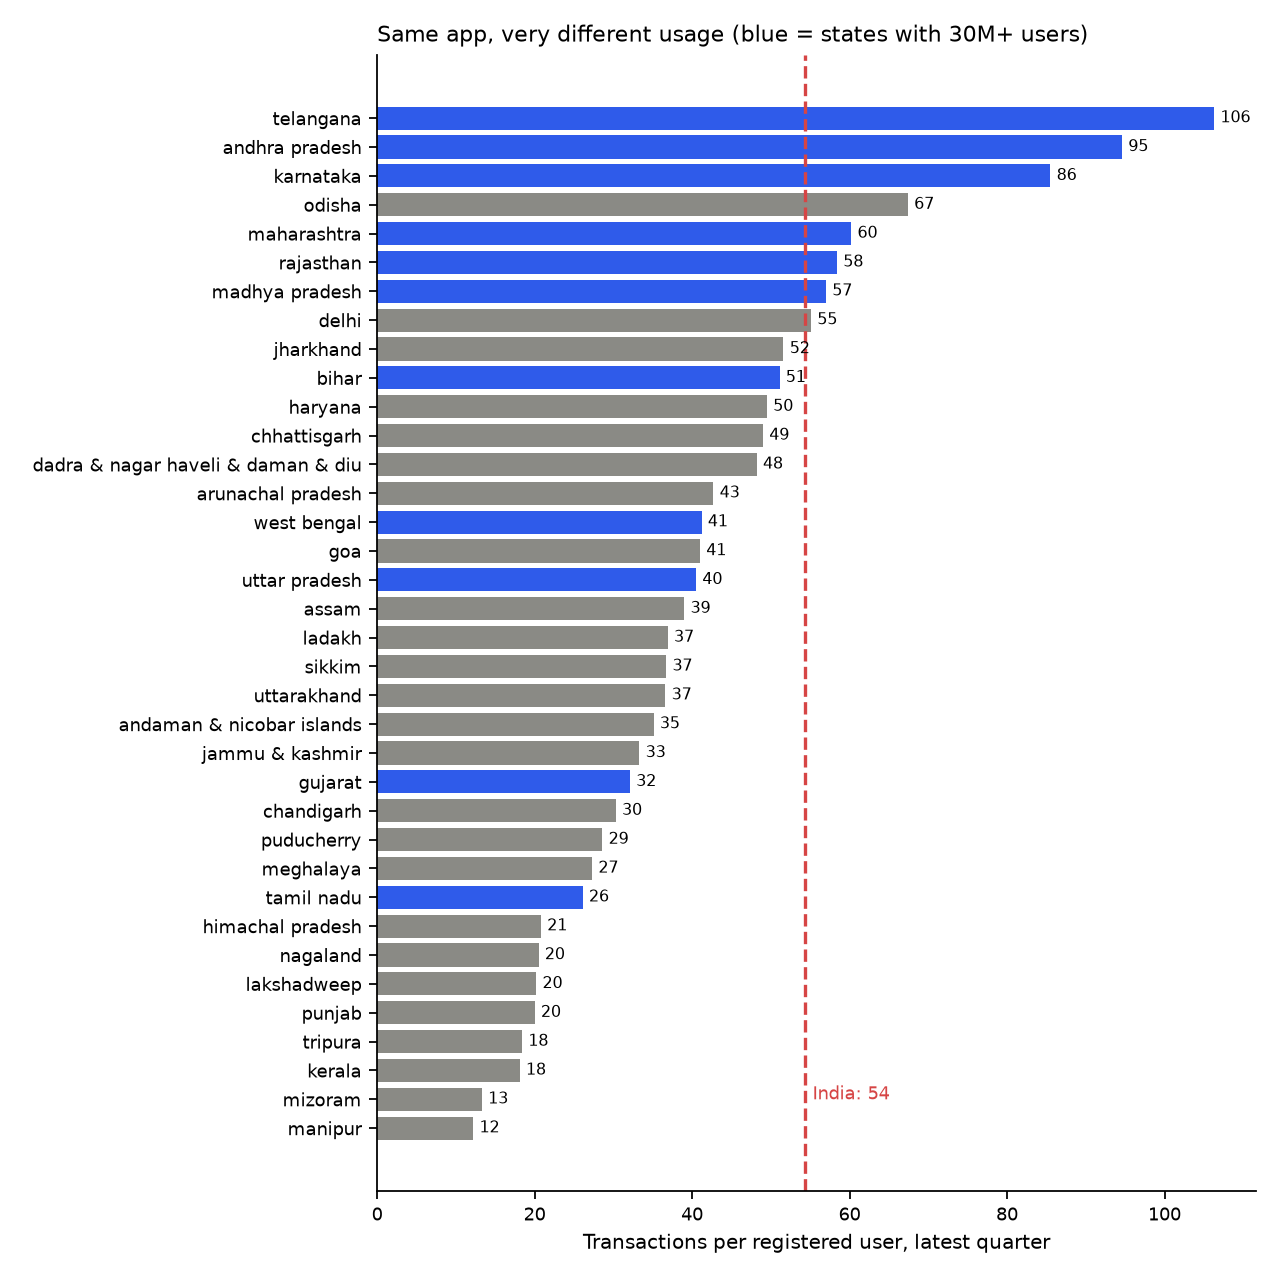 Same app, very different usage (blue = states with 30M+ users)
telangana 106
andhra pradesh 95
karnataka 86
odisha 67
maharashtra 60
rajasthan 58
madhya pradesh 57
delhi 55
jharkhand 52
bihar 51
haryana 50
chhattisgarh 49
dadra & nagar haveli & daman & diu 48
arunachal pradesh 43
west bengal 41
goa 41
uttar pradesh 40
assam 39
ladakh 37
sikkim 37
uttarakhand 37
andaman & nicobar islands 35
jammu & kashmir 33
gujarat 32
chandigarh 30
puducherry 29
meghalaya 27
tamil nadu 26
himachal pradesh 21
nagaland 20
lakshadweep 20
punjab 20
tripura 18
kerala 18
India: 54
mizoram 13
manipur 12
0 20 40 60 80 100
Transactions per registered user, latest quarter